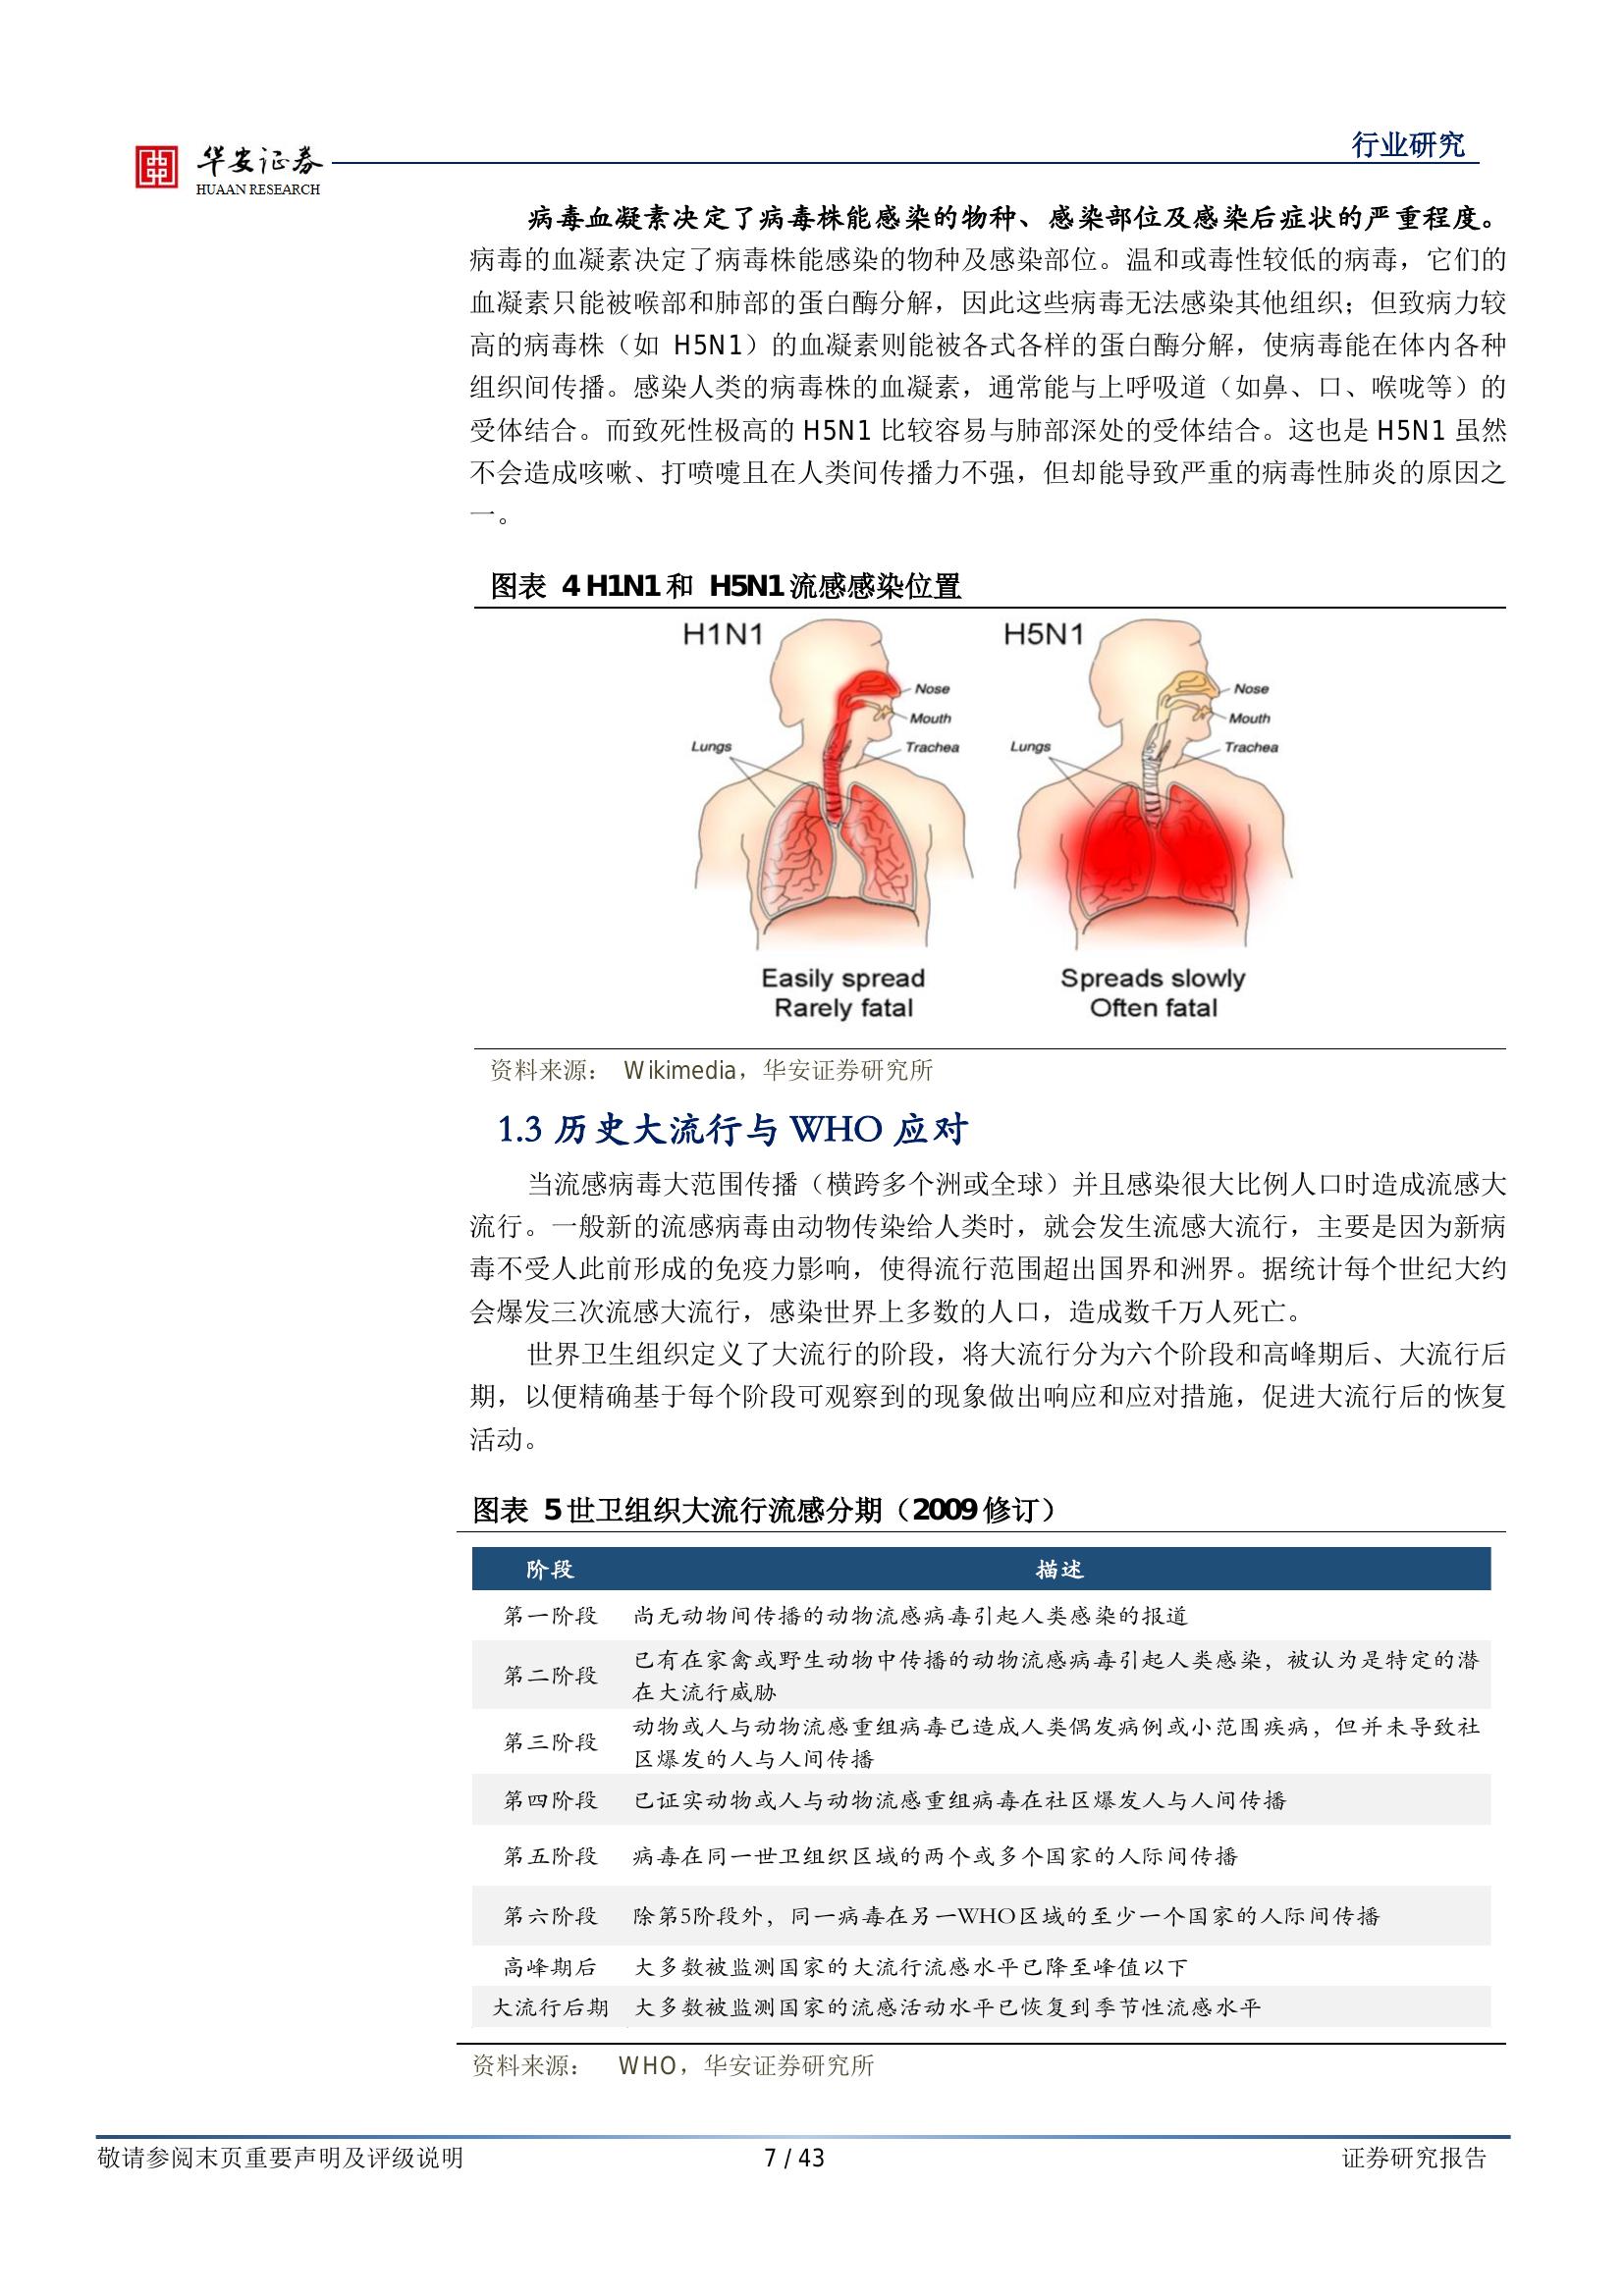 华安证券
HUAAN RESEARCH
行业研究
病毒血凝素决定了病毒株能感染的物种、感染部位及感染后症状的严重程度。
病毒的血凝素决定了病毒株能感染的物种及感染部位。温和或毒性较低的病毒，它们的
血凝素只能被喉部和肺部的蛋白酶分解，因此这些病毒无法感染其他组织；但致病力较
高的病毒株（如 H5N1）的血凝素则能被各式各样的蛋白酶分解，使病毒能在体内各种
组织间传播。感染人类的病毒株的血凝素，通常能与上呼吸道（如鼻、口、喉咙等）的
受体结合。而致死性极高的 H5N1 比较容易与肺部深处的受体结合。这也是 H5N1 虽然
不会造成咳嗽、打喷嚏且在人类间传播力不强，但却能导致严重的病毒性肺炎的原因之
一。
图表 4 H1N1 和 H5N1 流感感染位置
H1N1
Nose
Mouth
Trachea
Lungs
Easily spread
Rarely fatal
H5N1
Nose
Mouth
Trachea
Lungs
Spreads slowly
Often fatal
资料来源： Wikimedia，华安证券研究所
1.3 历史大流行与 WHO 应对
当流感病毒大范围传播（横跨多个洲或全球）并且感染很大比例人口时造成流感大
流行。一般新的流感病毒由动物传染给人类时，就会发生流感大流行，主要是因为新病
毒不受人此前形成的免疫力影响，使得流行范围超出国界和洲界。据统计每个世纪大约
会爆发三次流感大流行，感染世界上多数的人口，造成数千万人死亡。
世界卫生组织定义了大流行的阶段，将大流行分为六个阶段和高峰期后、大流行后
期，以便精确基于每个阶段可观察到的现象做出响应和应对措施，促进大流行后的恢复
活动。
图表 5 世卫组织大流行流感分期（2009 修订）
阶段 描述
第一阶段 尚无动物间传播的动物流感病毒引起人类感染的报道
第二阶段 已有在家禽或野生动物中传播的动物流感病毒引起人类感染，被认为是特定的潜
在大流行威胁
第三阶段 动物或人与动物流感重组病毒已造成人类偶发病例或小范围疾病，但并未导致社
区爆发的人与人间传播
第四阶段 已证实动物或人与动物流感重组病毒在社区爆发人与人间传播
第五阶段 病毒在同一世卫组织区域的两个或多个国家的人际间传播
第六阶段 除第5阶段外，同一病毒在另一WHO区域的至少一个国家的人际间传播
高峰期后 大多数被监测国家的大流行流感水平已降至峰值以下
大流行后期 大多数被监测国家的流感活动水平已恢复到季节性流感水平
资料来源： WHO，华安证券研究所
敬请参阅末页重要声明及评级说明 7 / 43 证券研究报告